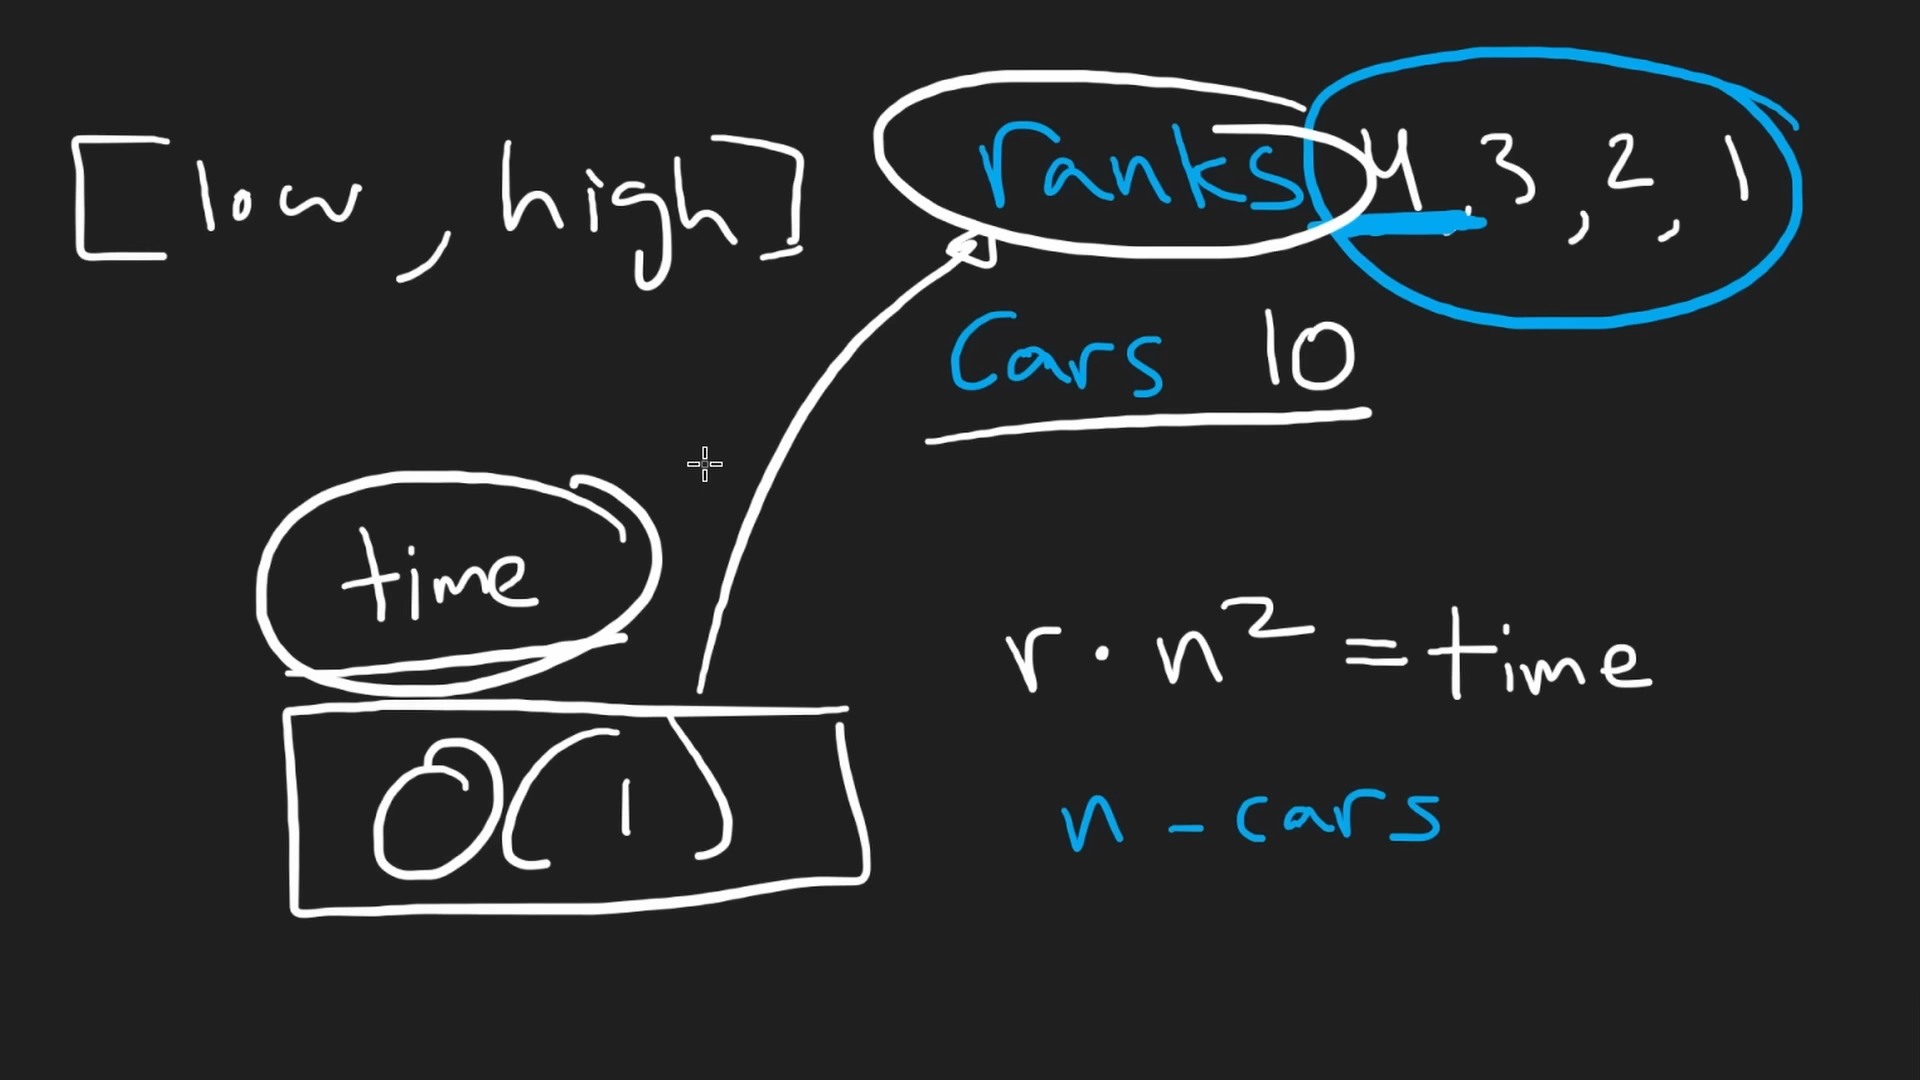 [low, high]
ranks 4, 3, 2, 1
Cars 10
time
r · n² = time
O(1)
n - cars